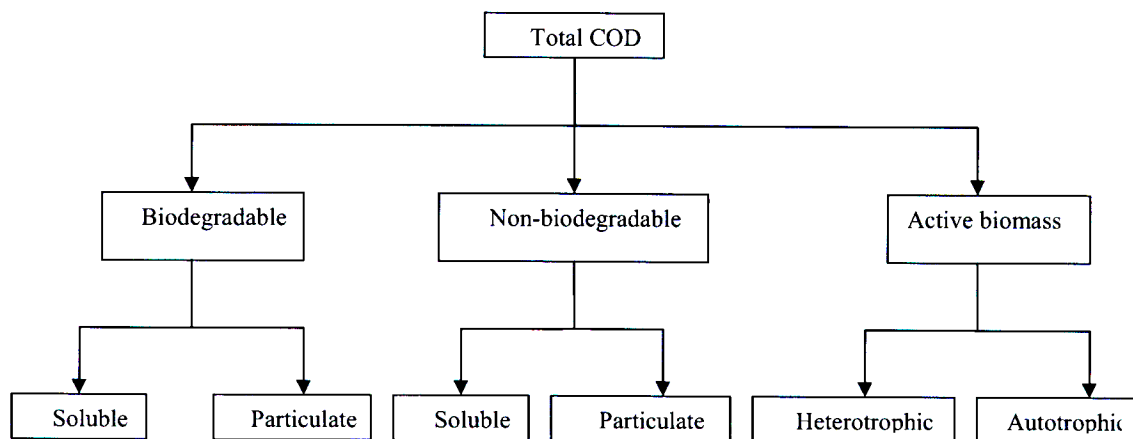 Total COD
Biodegradable
Non-biodegradable
Active biomass
Soluble
Particulate
Soluble
Particulate
Heterotrophic
Autotrophic